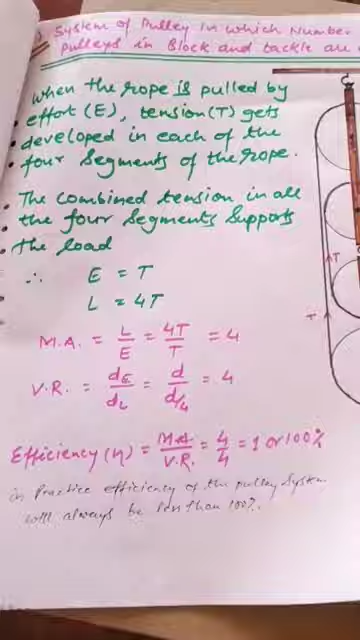 System of Pulley in which Number
Pulleys in Block and tackle are
When the rope is pulled by
effort (E), tension (T) gets
developed in each of the
four segments of the rope.
The combined tension in all
the four segments supports
the load
∴ E = T
L = 4T
M.A. = L/E = 4T/T = 4
V.R. = dE/dL = d/d/4 = 4
Efficiency (η) = M.A/V.R. = 4/4 = 1 or 100%
in practice efficiency of the pulley system
will always be less than 100%.
T
T